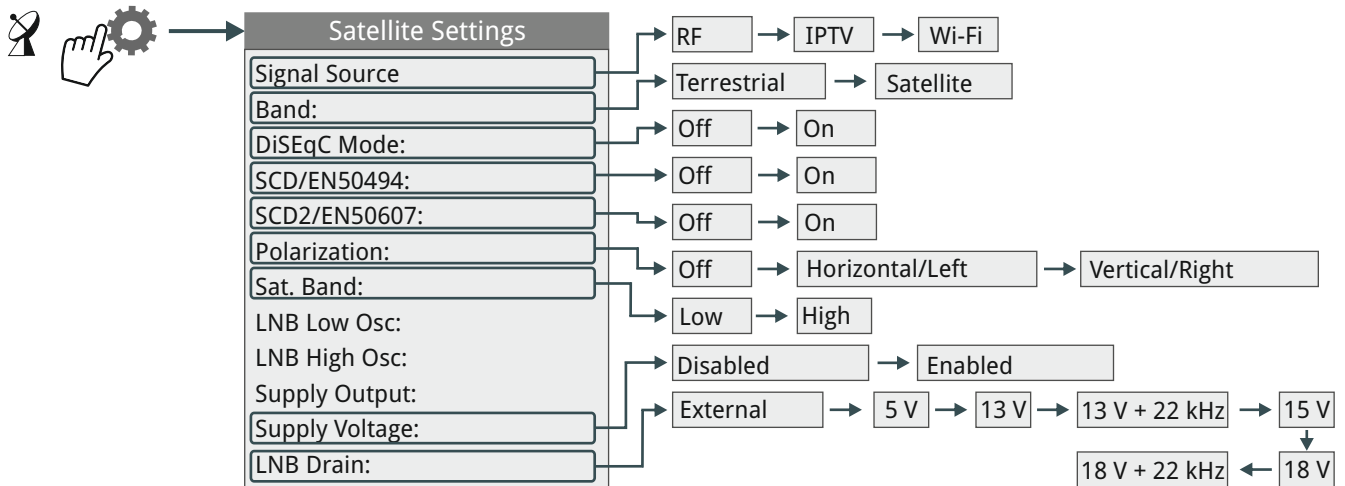 Satellite Settings
Signal Source
RF
IPTV
Wi-Fi
Band:
Terrestrial
Satellite
DiSEqC Mode:
Off
On
SCD/EN50494:
Off
On
SCD2/EN50607:
Off
On
Polarization:
Off
Horizontal/Left
Vertical/Right
Sat. Band:
Low
High
LNB Low Osc:
LNB High Osc:
Supply Output:
Supply Voltage:
Disabled
Enabled
LNB Drain:
External
5 V
13 V
13 V + 22 kHz
15 V
18 V
18 V + 22 kHz